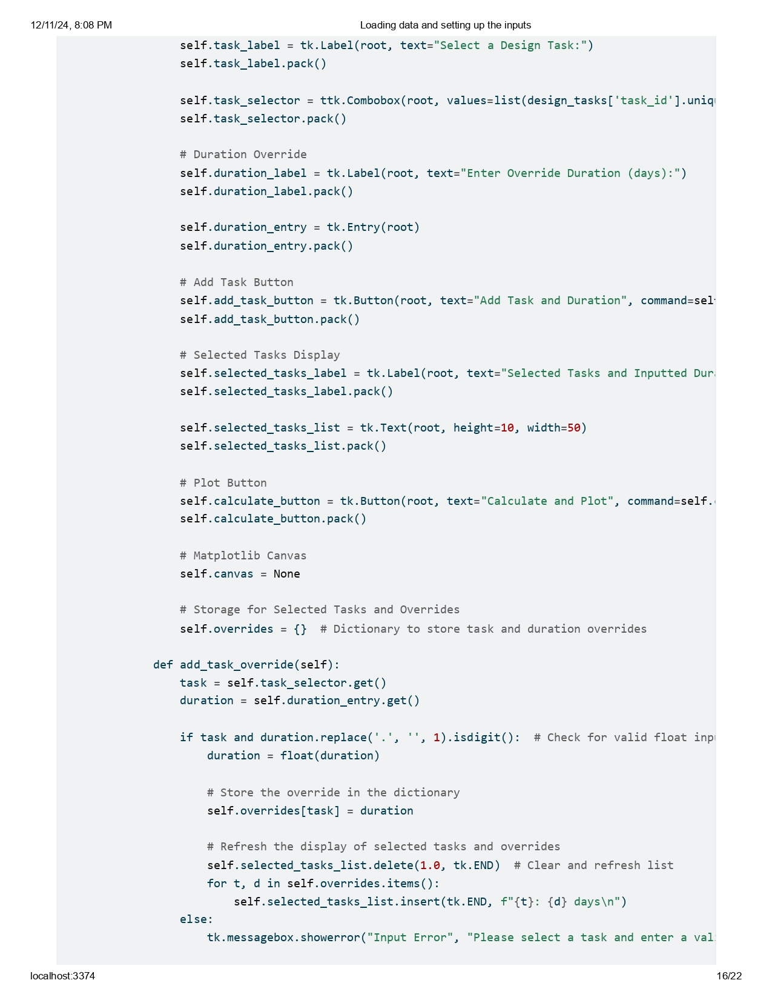 12/11/24, 8:08 PM Loading data and setting up the inputs
self.task_label = tk.Label(root, text="Select a Design Task:")
self.task_label.pack()
self.task_selector = ttk.Combobox(root, values=list(design_tasks['task_id'].uniq
self.task_selector.pack()
# Duration Override
self.duration_label = tk.Label(root, text="Enter Override Duration (days):")
self.duration_label.pack()
self.duration_entry = tk.Entry(root)
self.duration_entry.pack()
# Add Task Button
self.add_task_button = tk.Button(root, text="Add Task and Duration", command=self
self.add_task_button.pack()
# Selected Tasks Display
self.selected_tasks_label = tk.Label(root, text="Selected Tasks and Inputted Dura
self.selected_tasks_label.pack()
self.selected_tasks_list = tk.Text(root, height=10, width=50)
self.selected_tasks_list.pack()
# Plot Button
self.calculate_button = tk.Button(root, text="Calculate and Plot", command=self.
self.calculate_button.pack()
# Matplotlib Canvas
self.canvas = None
# Storage for Selected Tasks and Overrides
self.overrides = {}  # Dictionary to store task and duration overrides
def add_task_override(self):
task = self.task_selector.get()
duration = self.duration_entry.get()
if task and duration.replace('.', '', 1).isdigit():  # Check for valid float inpu
duration = float(duration)
# Store the override in the dictionary
self.overrides[task] = duration
# Refresh the display of selected tasks and overrides
self.selected_tasks_list.delete(1.0, tk.END)  # Clear and refresh list
for t, d in self.overrides.items():
self.selected_tasks_list.insert(tk.END, f"{t}: {d} days\n")
else:
tk.messagebox.showerror("Input Error", "Please select a task and enter a vali
localhost:3374 16/22